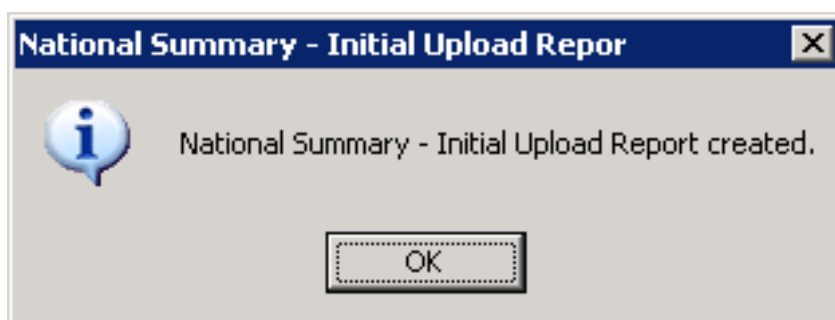 National Summary - Initial Upload Repor
National Summary - Initial Upload Report created.
OK